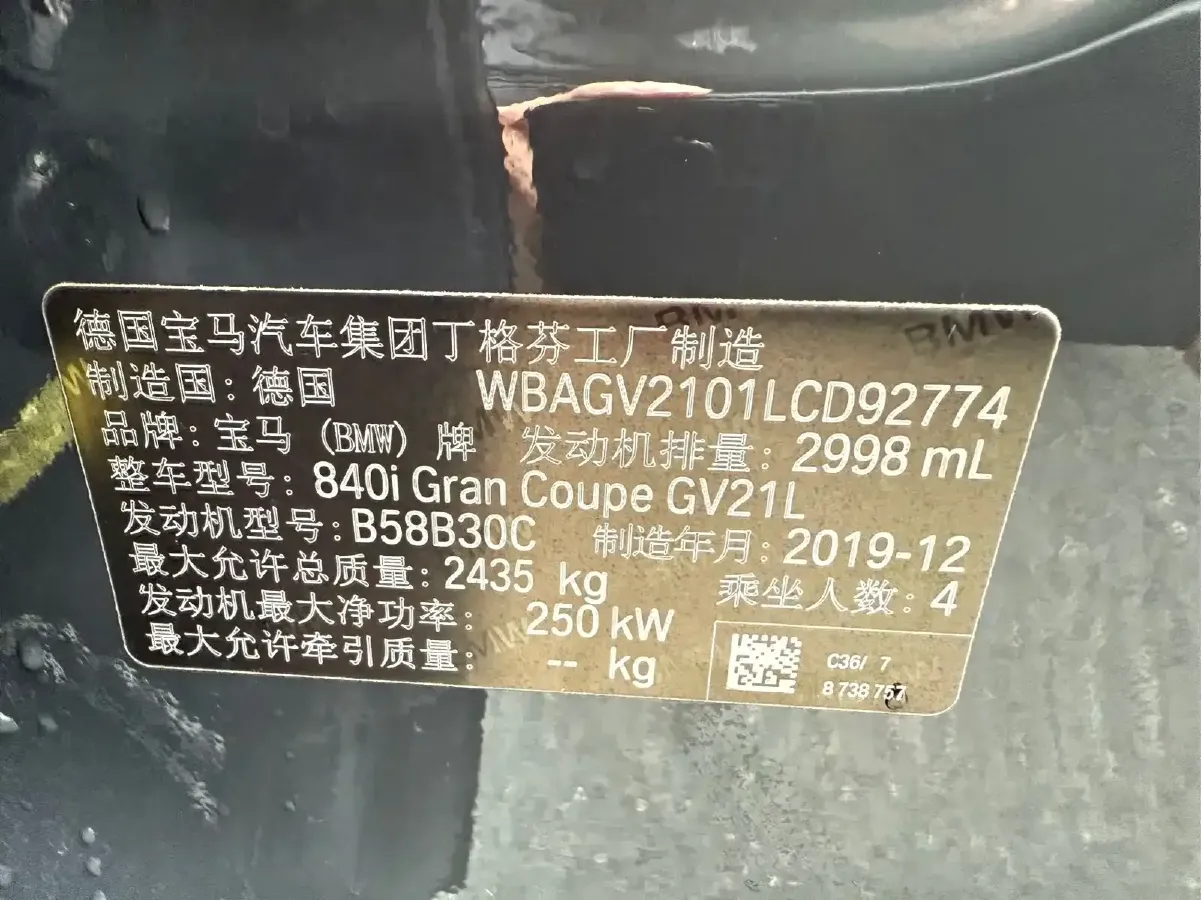 德国宝马汽车集团丁格芬工厂制造
制造国：德国 WBAGV2101LCD92774
品牌：宝马（BMW）牌 发动机排量：2998 mL
整车型号：840i Gran Coupe GV21L
发动机型号：B58B30C 制造年月：2019-12
最大允许总质量：2435 kg 乘坐人数：4
发动机最大净功率：250 kW
最大允许牵引质量：-- kg
C36/ 7
8 738 757
BMW
BMW